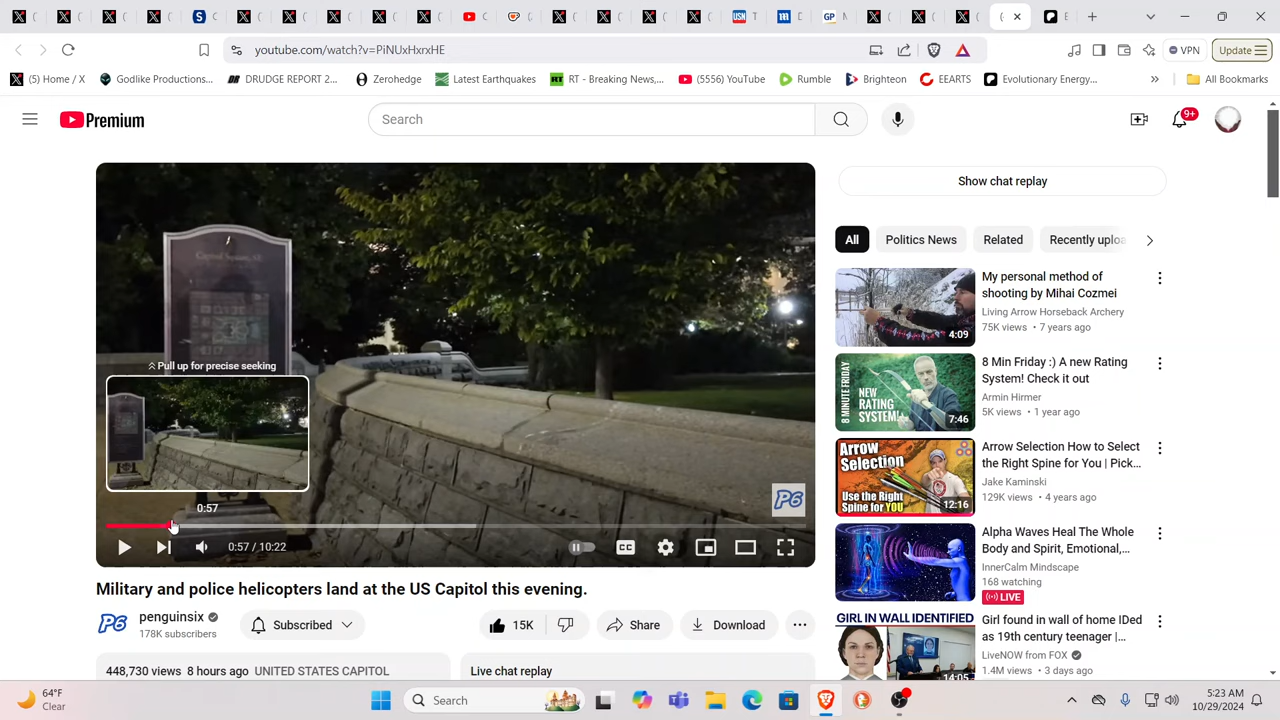 youtube.com/watch?v=PiNUxHxrxHE
VPN
Update
(5) Home / X
Godlike Productions...
DRUDGE REPORT 2...
Zerohedge
Latest Earthquakes
RT - Breaking News,...
(5550) YouTube
Rumble
Brighteon
EEARTS
Evolutionary Energy...
All Bookmarks
Premium
Search
9+
Show chat replay
All
Politics News
Related
Recently uploa
Pull up for precise seeking
0:57
0:57 / 10:22
CC
P6
My personal method of
shooting by Mihai Cozmei
Living Arrow Horseback Archery
75K views • 7 years ago
4:09
8 MINUTE FRIDAY
NEW
RATING
SYSTEM!
7:46
8 Min Friday :) A new Rating
System! Check it out
Armin Hirmer
5K views • 1 year ago
Arrow
Selection
Use the Right
Spine for YOU
12:16
Arrow Selection How to Select
the Right Spine for You | Pick...
Jake Kaminski
129K views • 4 years ago
Alpha Waves Heal The Whole
Body and Spirit, Emotional,...
InnerCalm Mindscape
168 watching
LIVE
GIRL IN WALL IDENTIFIED
14:05
Girl found in wall of home IDed
as 19th century teenager |...
LiveNOW from FOX
1.4M views • 3 days ago
Military and police helicopters land at the US Capitol this evening.
P6
penguinsix
178K subscribers
Subscribed
15K
Share
Download
448,730 views 8 hours ago UNITED STATES CAPITOL
Live chat replay
64°F
Clear
Search
5:23 AM
10/29/2024